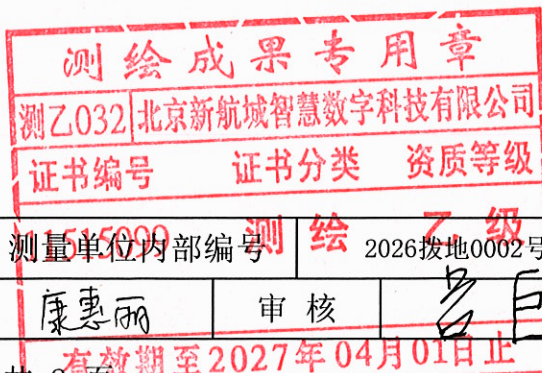 测绘成果专用章
测乙032 北京新航城智慧数字科技有限公司
证书编号 证书分类 资质等级
11515099 测绘 乙级
测量单位内部编号 2026拨地0002号
康惠丽 审核
有效期至2027年04月01日止